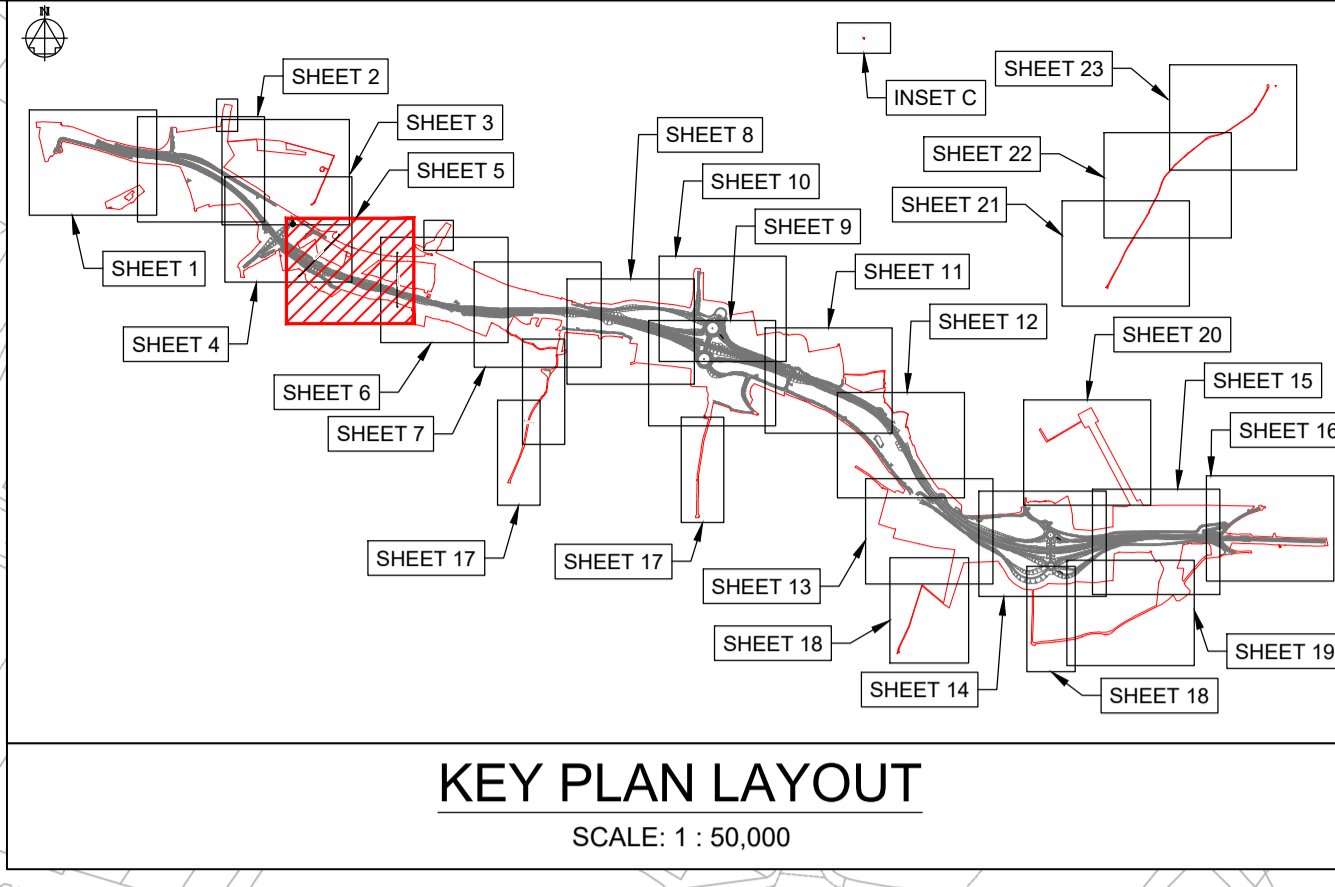 N
SHEET 2
SHEET 3
SHEET 5
SHEET 1
SHEET 4
SHEET 6
SHEET 7
SHEET 8
SHEET 10
SHEET 9
SHEET 11
SHEET 12
INSET C
SHEET 23
SHEET 22
SHEET 21
SHEET 20
SHEET 15
SHEET 16
SHEET 17
SHEET 17
SHEET 13
SHEET 18
SHEET 14
SHEET 18
SHEET 19
KEY PLAN LAYOUT
SCALE: 1 : 50,000